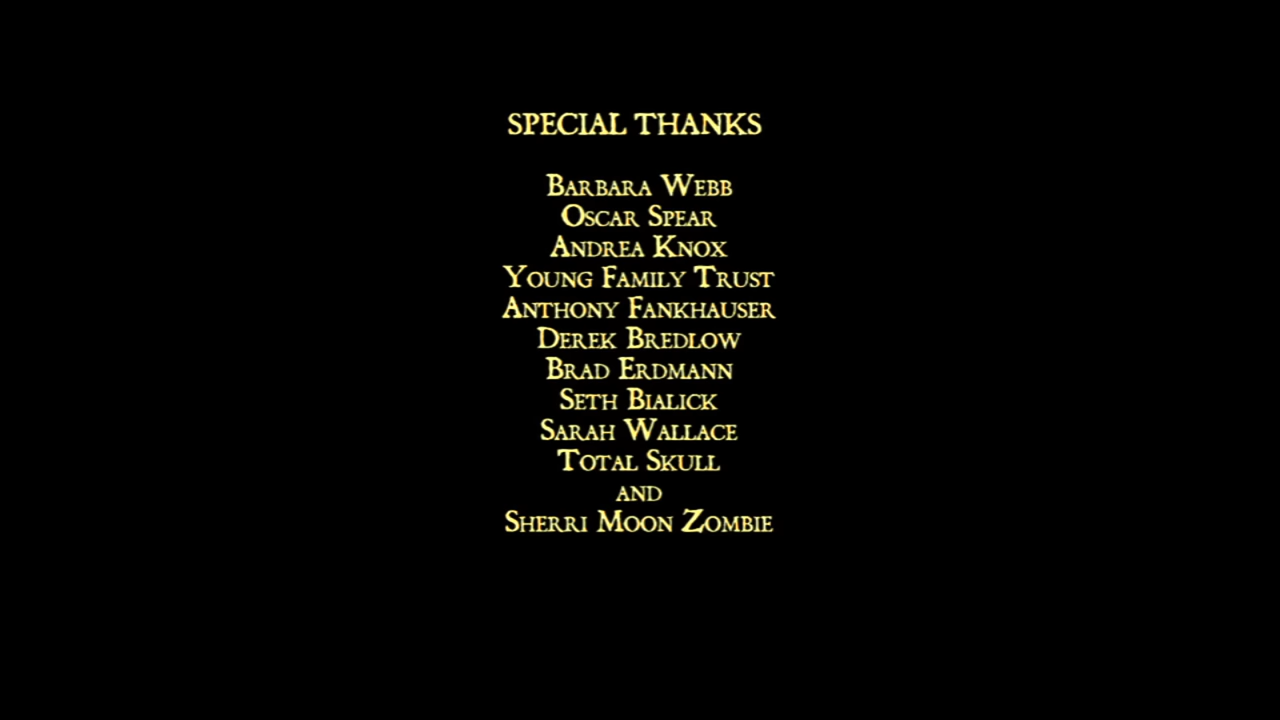 SPECIAL THANKS
Barbara Webb
Oscar Spear
Andrea Knox
Young Family Trust
Anthony Fankhauser
Derek Bredlow
Brad Erdmann
Seth Bialick
Sarah Wallace
Total Skull
and
Sherri Moon Zombie